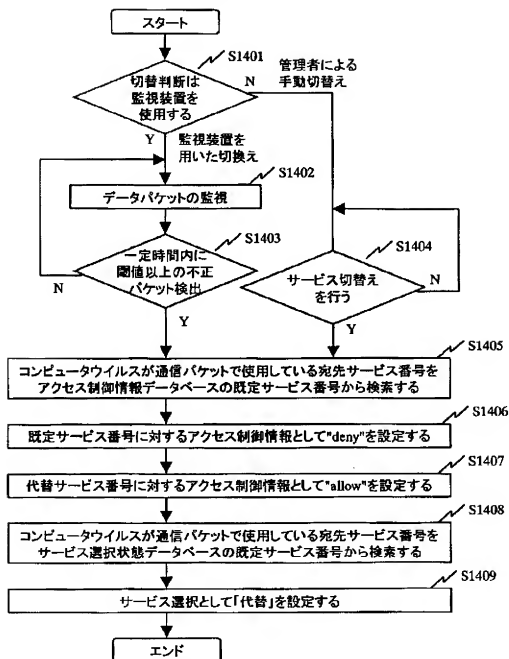 スタート
S1401
切替判断は
監視装置を
使用する
N
管理者による
手動切替え
Y
監視装置を
用いた切換え
S1402
データパケットの監視
S1403
一定時間内に
閾値以上の不正
パケット検出
N
Y
S1404
サービス切替え
を行う
N
Y
S1405
コンピュータウイルスが通信パケットで使用している宛先サービス番号を
アクセス制御情報データベースの既定サービス番号から検索する
S1406
既定サービス番号に対するアクセス制御情報として"deny"を設定する
S1407
代替サービス番号に対するアクセス制御情報として"allow"を設定する
S1408
コンピュータウイルスが通信パケットで使用している宛先サービス番号を
サービス選択状態データベースの既定サービス番号から検索する
S1409
サービス選択として「代替」を設定する
エンド